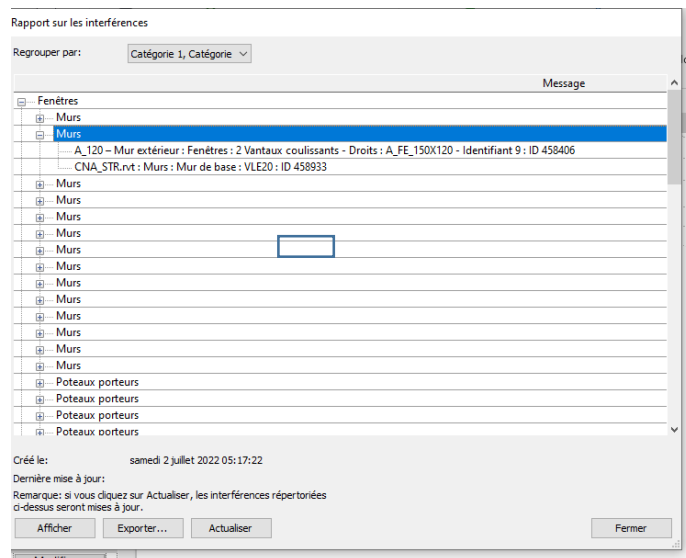 Rapport sur les interférences
Regrouper par: Catégorie 1, Catégorie
Message
Fenêtres
Murs
Murs
A_120 – Mur extérieur : Fenêtres : 2 Vantaux coulissants - Droits : A_FE_150X120 - Identifiant 9 : ID 458406
CNA_STR.rvt : Murs : Mur de base : VLE20 : ID 458933
Murs
Murs
Murs
Murs
Murs
Murs
Murs
Murs
Murs
Murs
Murs
Murs
Poteaux porteurs
Poteaux porteurs
Poteaux porteurs
Poteaux porteurs
Créé le: samedi 2 juillet 2022 05:17:22
Dernière mise à jour:
Remarque: si vous cliquez sur Actualiser, les interférences répertoriées
ci-dessus seront mises à jour.
Afficher Exporter... Actualiser Fermer